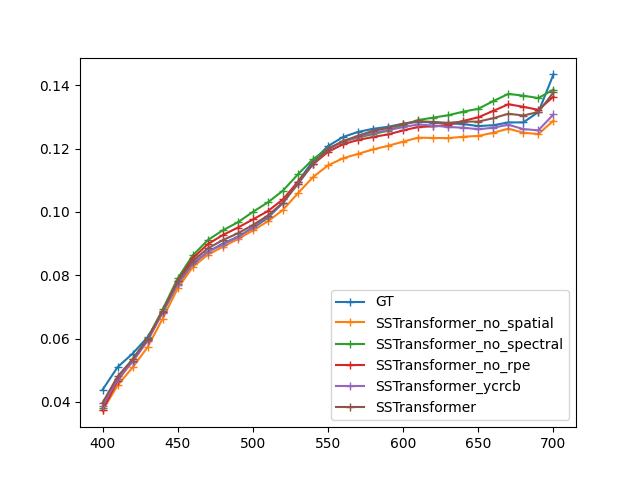 0.14
0.12
0.10
0.08
0.06
0.04
400 450 500 550 600 650 700
GT
SSTransformer_no_spatial
SSTransformer_no_spectral
SSTransformer_no_rpe
SSTransformer_ycrcb
SSTransformer